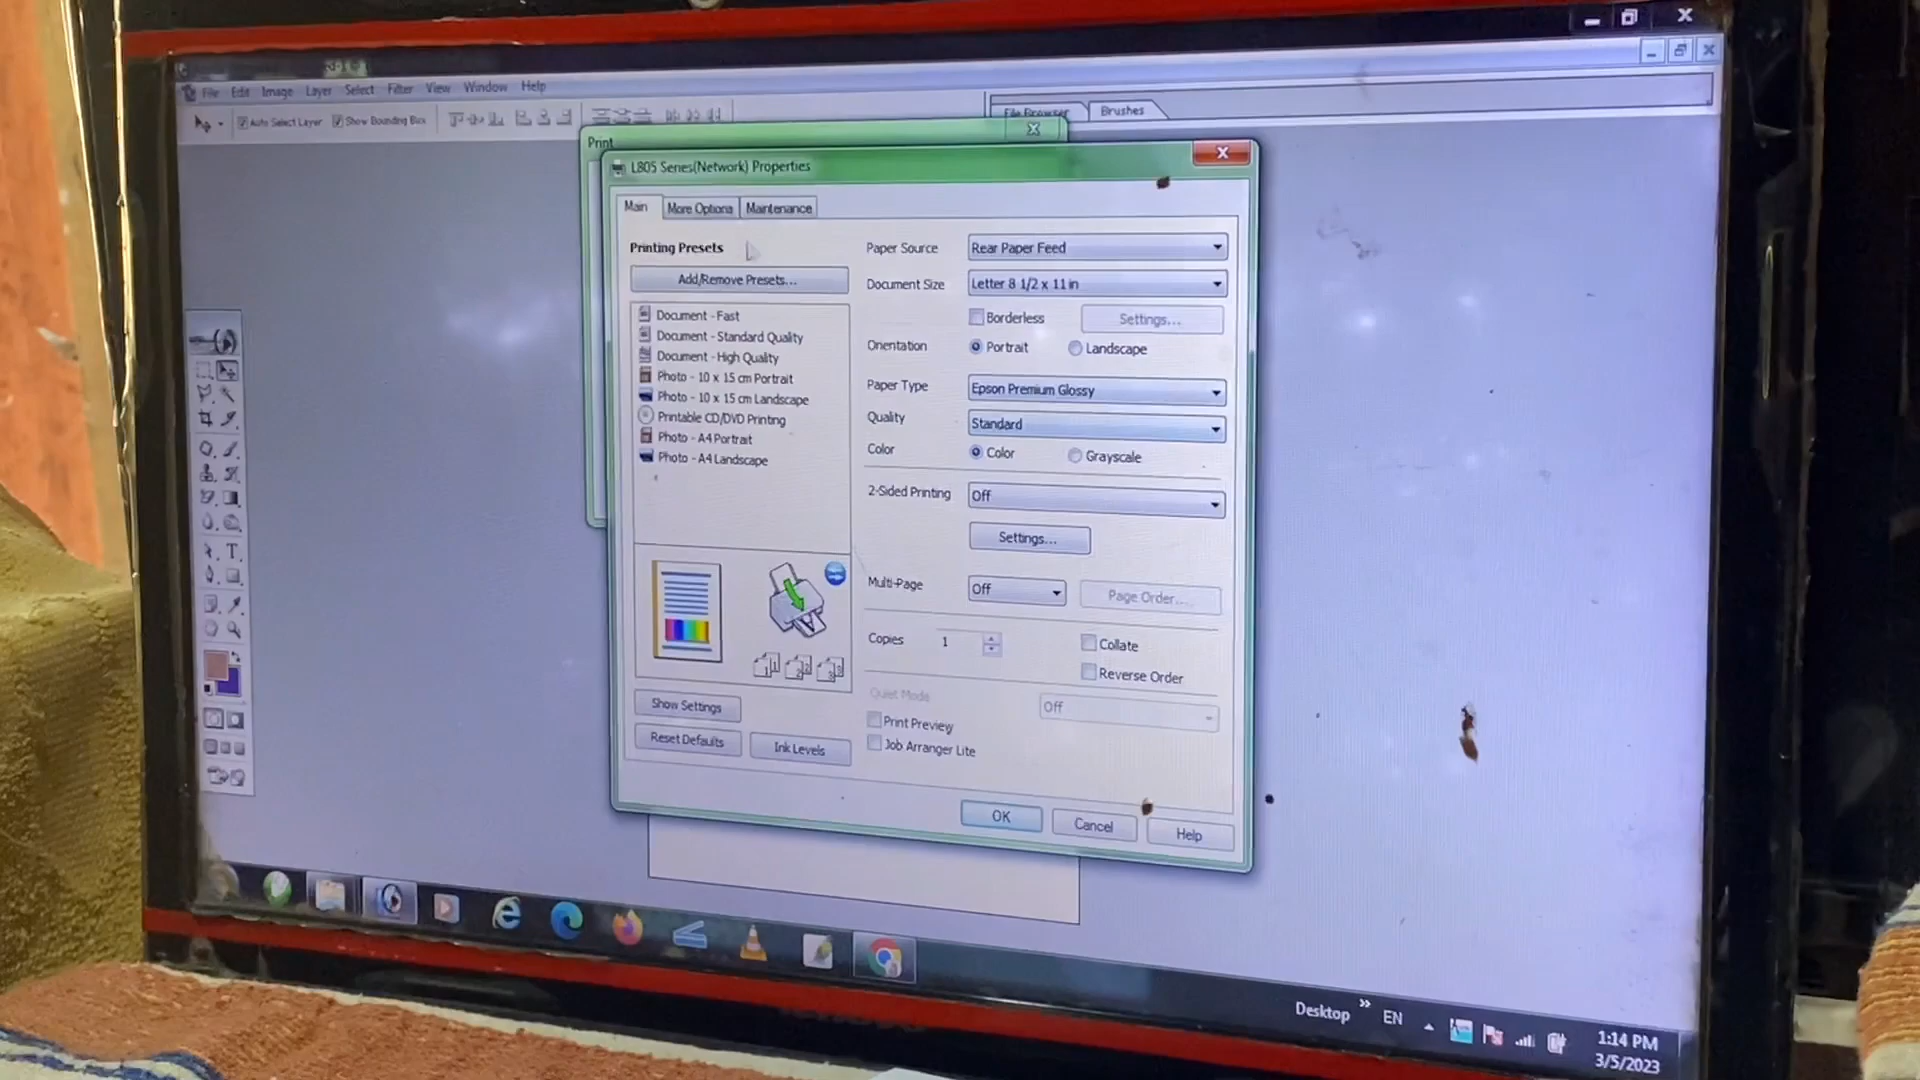 File Edit Image Layer Select Filter View Window Help
Auto Select Layer Show Bounding Box
File Browser Brushes
Print
L805 Series(Network) Properties
Main More Options Maintenance
Printing Presets
Add/Remove Presets...
Document - Fast
Document - Standard Quality
Document - High Quality
Photo - 10 x 15 cm Portrait
Photo - 10 x 15 cm Landscape
Printable CD/DVD Printing
Photo - A4 Portrait
Photo - A4 Landscape
Show Settings
Reset Defaults Ink Levels
Paper Source Rear Paper Feed
Document Size Letter 8 1/2 x 11 in
Borderless Settings...
Orientation Portrait Landscape
Paper Type Epson Premium Glossy
Quality Standard
Color Color Grayscale
2-Sided Printing Off
Settings...
Multi-Page Off Page Order...
Copies 1 Collate
Reverse Order
Quiet Mode Off
Print Preview
Job Arranger Lite
OK Cancel Help
Desktop EN
1:14 PM
3/5/2023